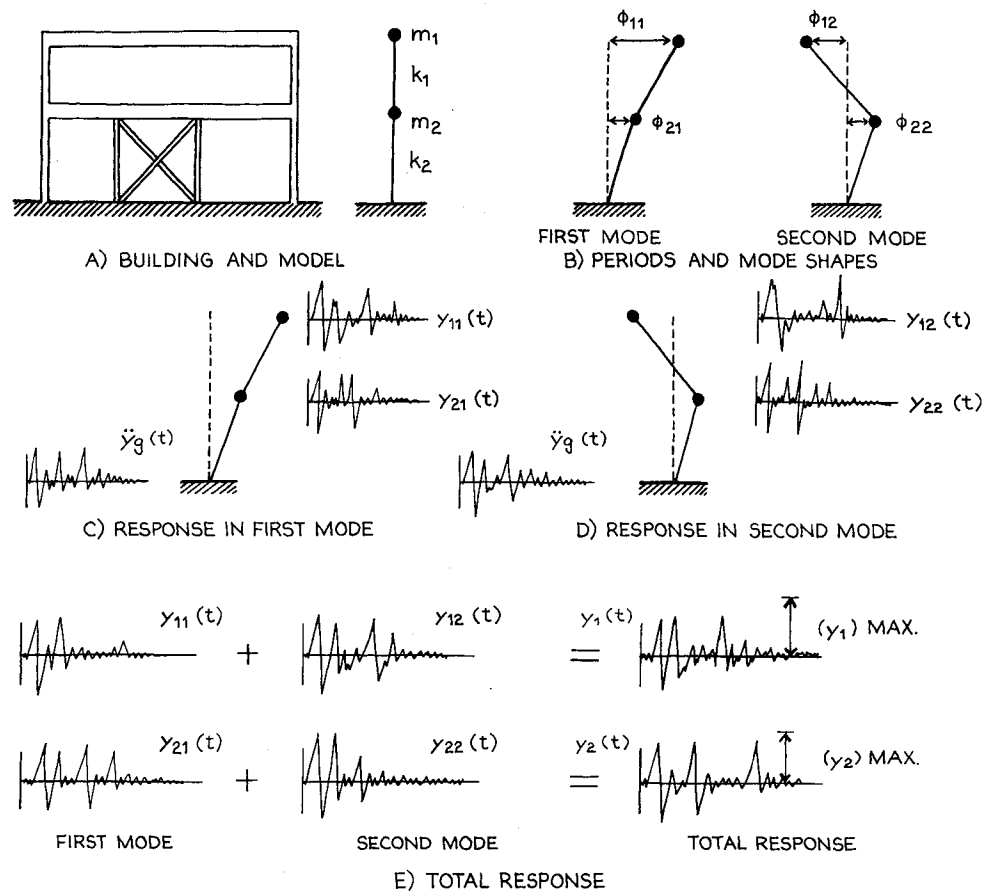 m1
k1
m2
k2
A) BUILDING AND MODEL
ϕ11
ϕ21
FIRST MODE
ϕ12
ϕ22
SECOND MODE
B) PERIODS AND MODE SHAPES
y11(t)
y21(t)
ÿg(t)
C) RESPONSE IN FIRST MODE
y12(t)
y22(t)
ÿg(t)
D) RESPONSE IN SECOND MODE
y11(t) + y12(t) = y1(t) (y1) MAX.
y21(t) + y22(t) = y2(t) (y2) MAX.
FIRST MODE SECOND MODE TOTAL RESPONSE
E) TOTAL RESPONSE